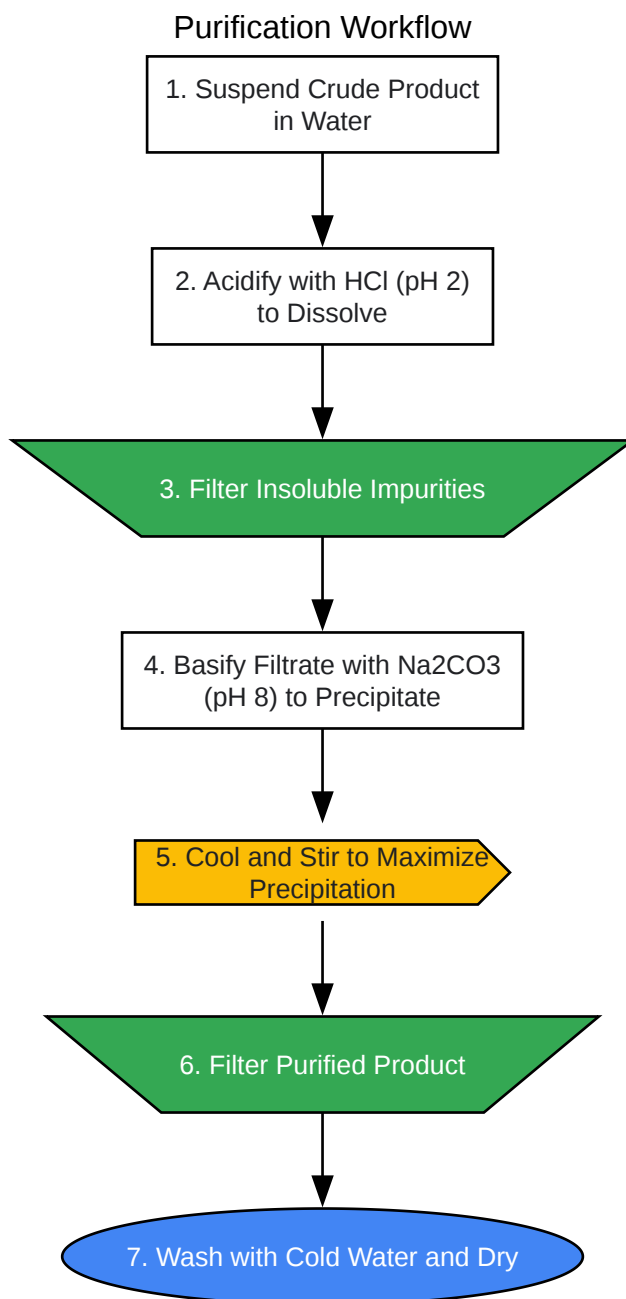 Purification Workflow
1. Suspend Crude Product
in Water
2. Acidify with HCl (pH 2)
to Dissolve
3. Filter Insoluble Impurities
4. Basify Filtrate with Na2CO3
(pH 8) to Precipitate
5. Cool and Stir to Maximize
Precipitation
6. Filter Purified Product
7. Wash with Cold Water and Dry